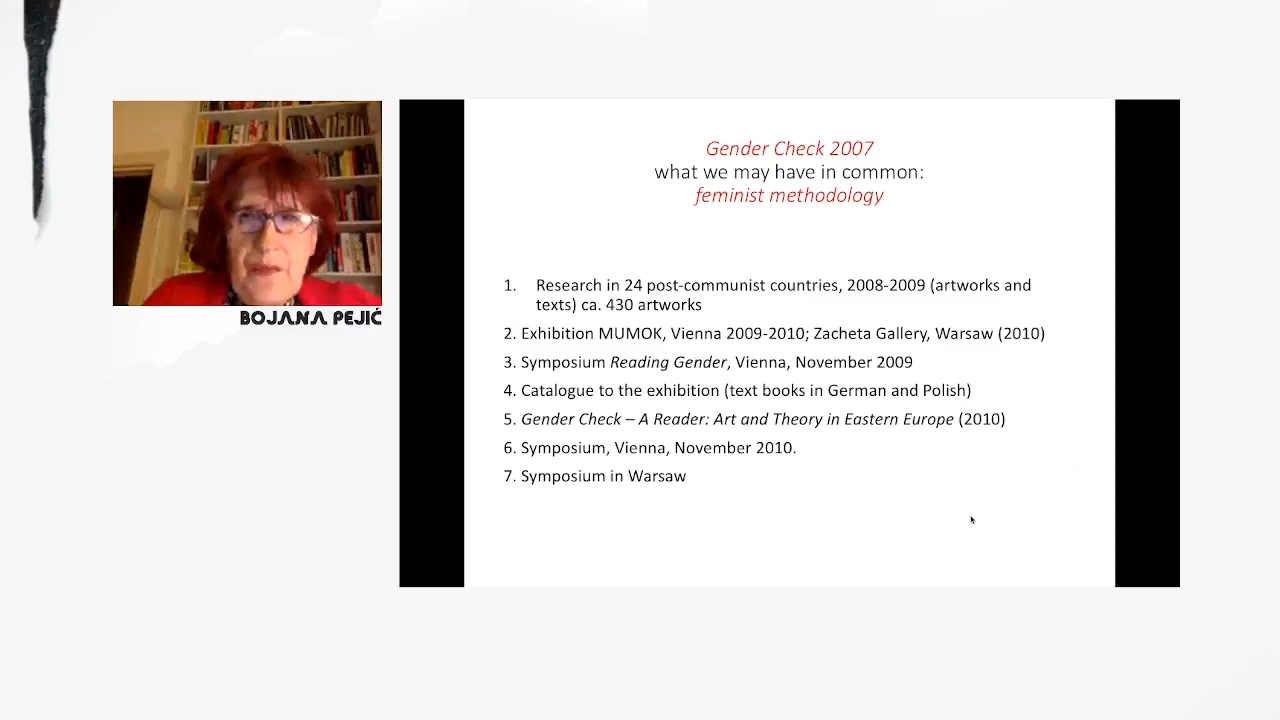 BOJANA PEJIĆ
Gender Check 2007
what we may have in common:
feminist methodology
1. Research in 24 post-communist countries, 2008-2009 (artworks and
texts) ca. 430 artworks
2. Exhibition MUMOK, Vienna 2009-2010; Zacheta Gallery, Warsaw (2010)
3. Symposium Reading Gender, Vienna, November 2009
4. Catalogue to the exhibition (text books in German and Polish)
5. Gender Check – A Reader: Art and Theory in Eastern Europe (2010)
6. Symposium, Vienna, November 2010.
7. Symposium in Warsaw